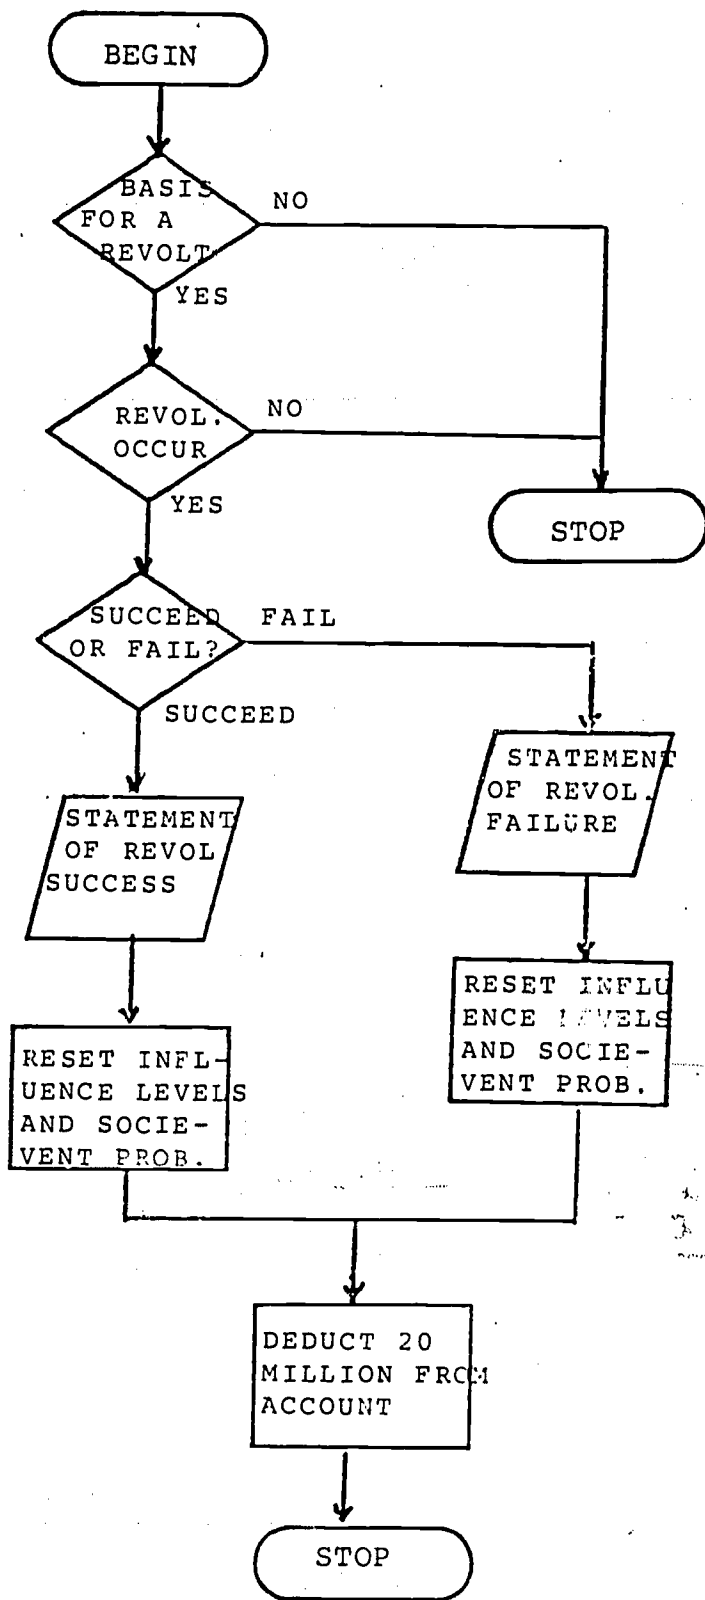 BEGIN
BASIS
FOR A
REVOLT
NO
YES
REVOL.
OCCUR
NO
YES
STOP
SUCCEED
OR FAIL?
FAIL
SUCCEED
STATEMENT
OF REVOL.
FAILURE
STATEMENT
OF REVOL
SUCCESS
RESET INFLU
ENCE LEVELS
AND SOCIE-
VENT PROB.
RESET INFL-
UENCE LEVELS
AND SOCIE-
VENT PROB.
DEDUCT 20
MILLION FROM
ACCOUNT
STOP